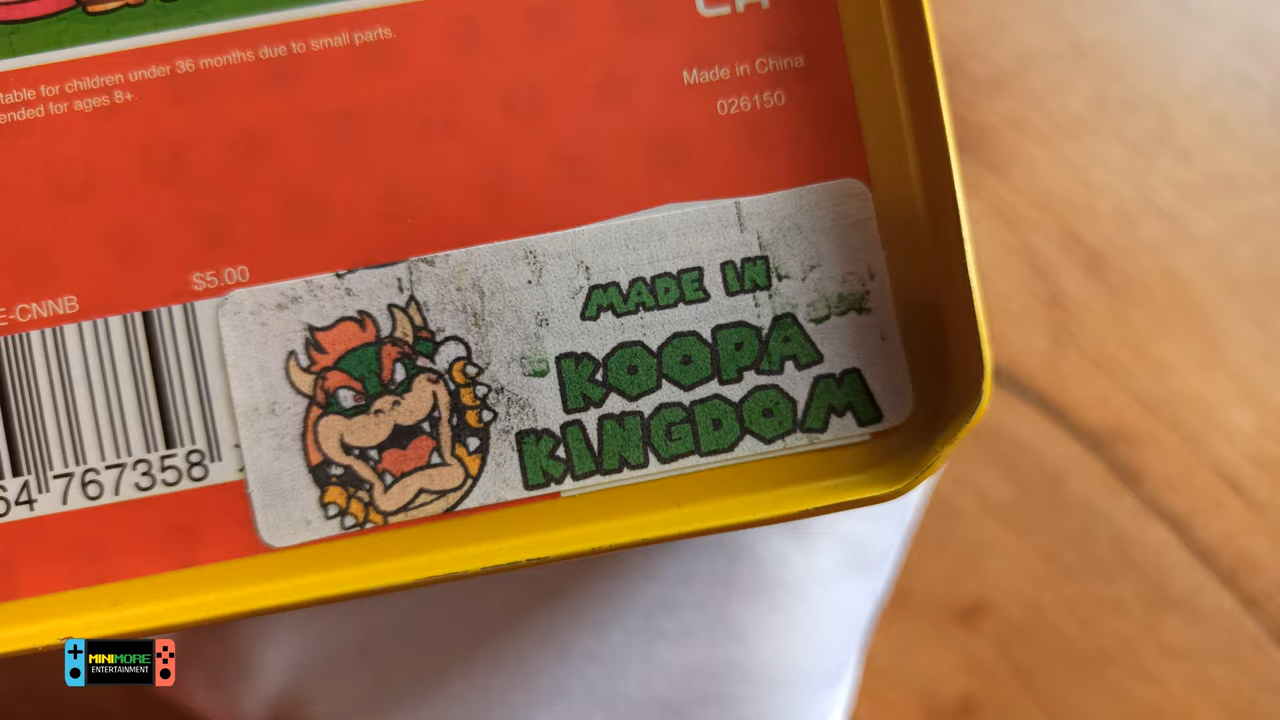 table for children under 36 months due to small parts.
ended for ages 8+.
Made in China
026150
$5.00
E-CNNB
64 767358
MADE IN
KOOPA
KINGDOM
MINIMORE
ENTERTAINMENT